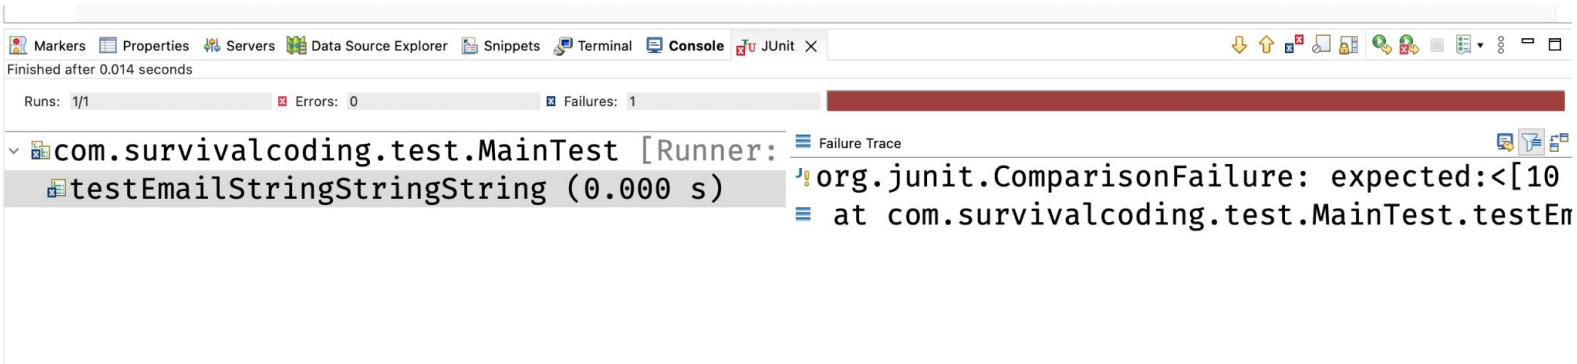 Markers Properties Servers Data Source Explorer Snippets Terminal Console JUnit
Finished after 0.014 seconds
Runs: 1/1 Errors: 0 Failures: 1
com.survivalcoding.test.MainTest [Runner:
Failure Trace
testEmailStringStringString (0.000 s)
org.junit.ComparisonFailure: expected:<[10
at com.survivalcoding.test.MainTest.testEm